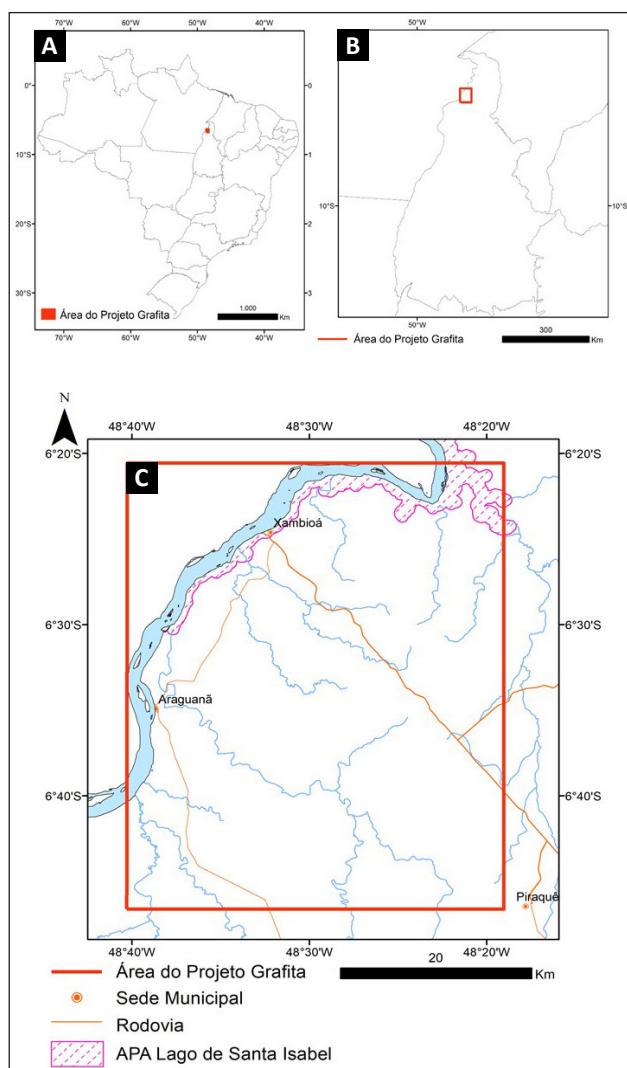 A
70°W 60°W 50°W 40°W
0° 0
10°S 1
20°S 2
30°S 3
Área do Projeto Grafita
1.000
Km
70°W 60°W 50°W 40°W
B
50°W
10°S 10°S
50°W
Área do Projeto Grafita
300
Km
N
48°40'W 48°30'W 48°20'W
6°20'S 6°20'S
C
Xambioá
6°30'S 6°30'S
Araguanã
6°40'S 6°40'S
Piraquê
48°40'W 48°30'W 48°20'W
Área do Projeto Grafita
20
Km
Sede Municipal
Rodovia
APA Lago de Santa Isabel